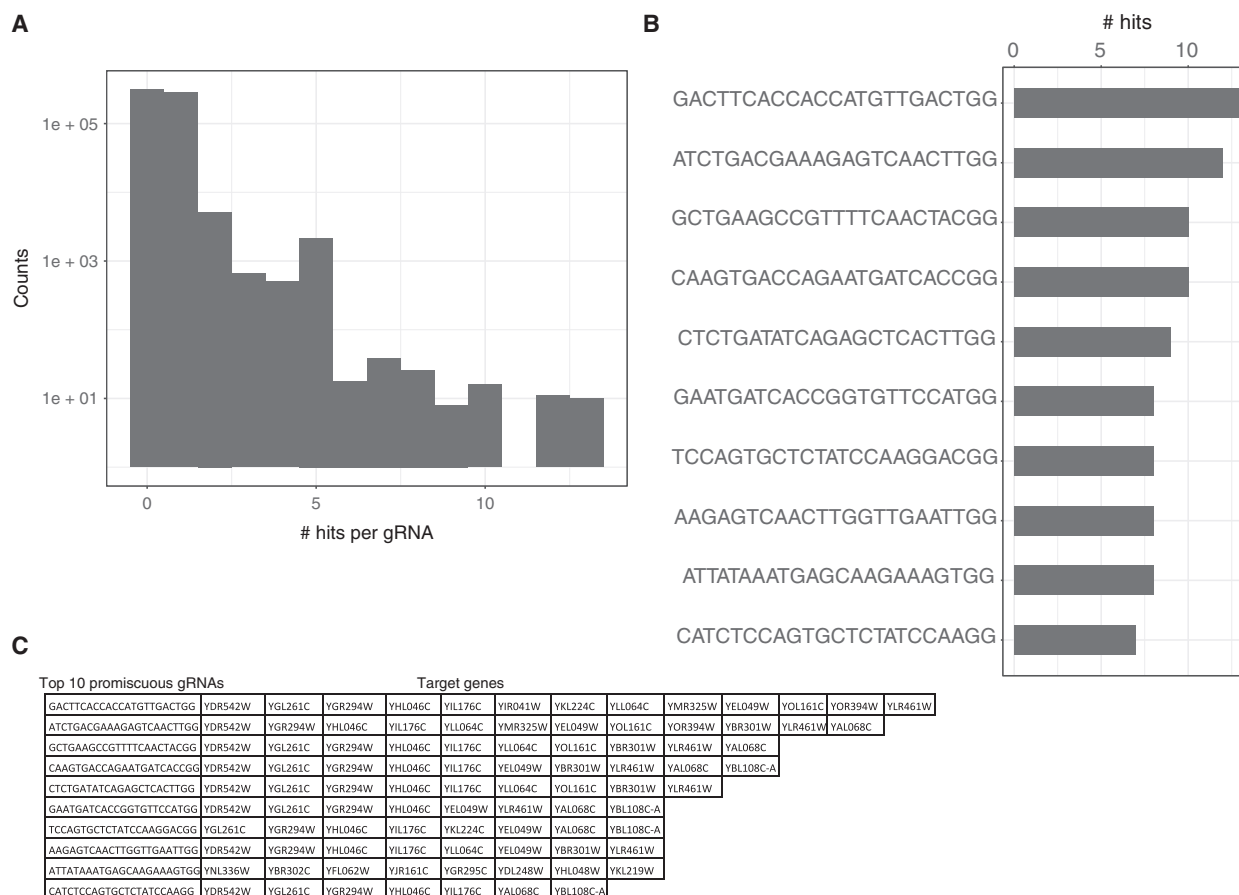 A
1e + 05
1e + 03
1e + 01
Counts
0 5 10
# hits per gRNA
B
# hits
0 5 10
GACTTCACCACCATGTTGACTGG
ATCTGACGAAAGAGTCAACTTGG
GCTGAAGCCGTTTTCAACTACGG
CAAGTGACCAGAATGATCACCGG
CTCTGATATCAGAGCTCACTTGG
GAATGATCACCGGTGTTCCATGG
TCCAGTGCTCTATCCAAGGACGG
AAGAGTCAACTTGGTTGAATTGG
ATTATAAATGAGCAAGAAAGTGG
CATCTCCAGTGCTCTATCCAAGG
C
Top 10 promiscuous gRNAs Target genes
GACTTCACCACCATGTTGACTGG YDR542W YGL261C YGR294W YHL046C YIL176C YIR041W YKL224C YLL064C YMR325W YEL049W YOL161C YOR394W YLR461W
ATCTGACGAAAGAGTCAACTTGG YDR542W YGR294W YHL046C YIL176C YLL064C YMR325W YEL049W YOL161C YOR394W YBR301W YLR461W YAL068C
GCTGAAGCCGTTTTCAACTACGG YDR542W YGL261C YGR294W YHL046C YIL176C YLL064C YOL161C YBR301W YLR461W YAL068C
CAAGTGACCAGAATGATCACCGG YDR542W YGL261C YGR294W YHL046C YIL176C YEL049W YBR301W YLR461W YAL068C YBL108C-A
CTCTGATATCAGAGCTCACTTGG YDR542W YGL261C YGR294W YHL046C YIL176C YLL064C YOL161C YBR301W YLR461W
GAATGATCACCGGTGTTCCATGG YDR542W YGL261C YGR294W YHL046C YEL049W YLR461W YAL068C YBL108C-A
TCCAGTGCTCTATCCAAGGACGG YGL261C YGR294W YHL046C YIL176C YKL224C YEL049W YAL068C YBL108C-A
AAGAGTCAACTTGGTTGAATTGG YDR542W YGR294W YHL046C YIL176C YLL064C YEL049W YBR301W YLR461W
ATTATAAATGAGCAAGAAAGTGG YNL336W YBR302C YFL062W YJR161C YGR295C YDL248W YHL048W YKL219W
CATCTCCAGTGCTCTATCCAAGG YDR542W YGL261C YGR294W YHL046C YIL176C YAL068C YBL108C-A